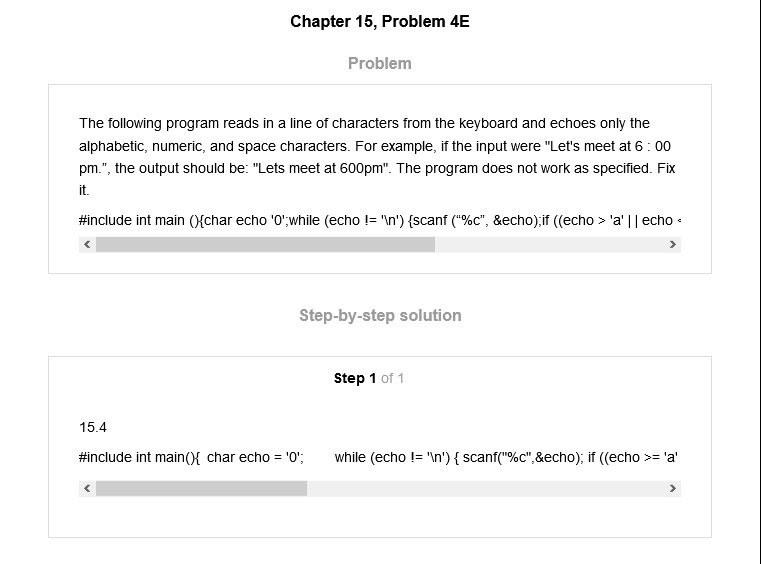 Chapter 15, Problem 4E
Problem
The following program reads in a line of characters from the keyboard and echoes only the
alphabetic, numeric, and space characters. For example, if the input were "Let's meet at 6 : 00
pm.”, the output should be: "Lets meet at 600pm". The program does not work as specified. Fix
it.
#include int main (){char echo '0';while (echo != '\n') {scanf (“%c”, &echo);if ((echo > 'a' || echo <
Step-by-step solution
Step 1 of 1
15.4
#include int main(){ char echo = '0'; while (echo != '\n') { scanf("%c",&echo); if ((echo >= 'a'